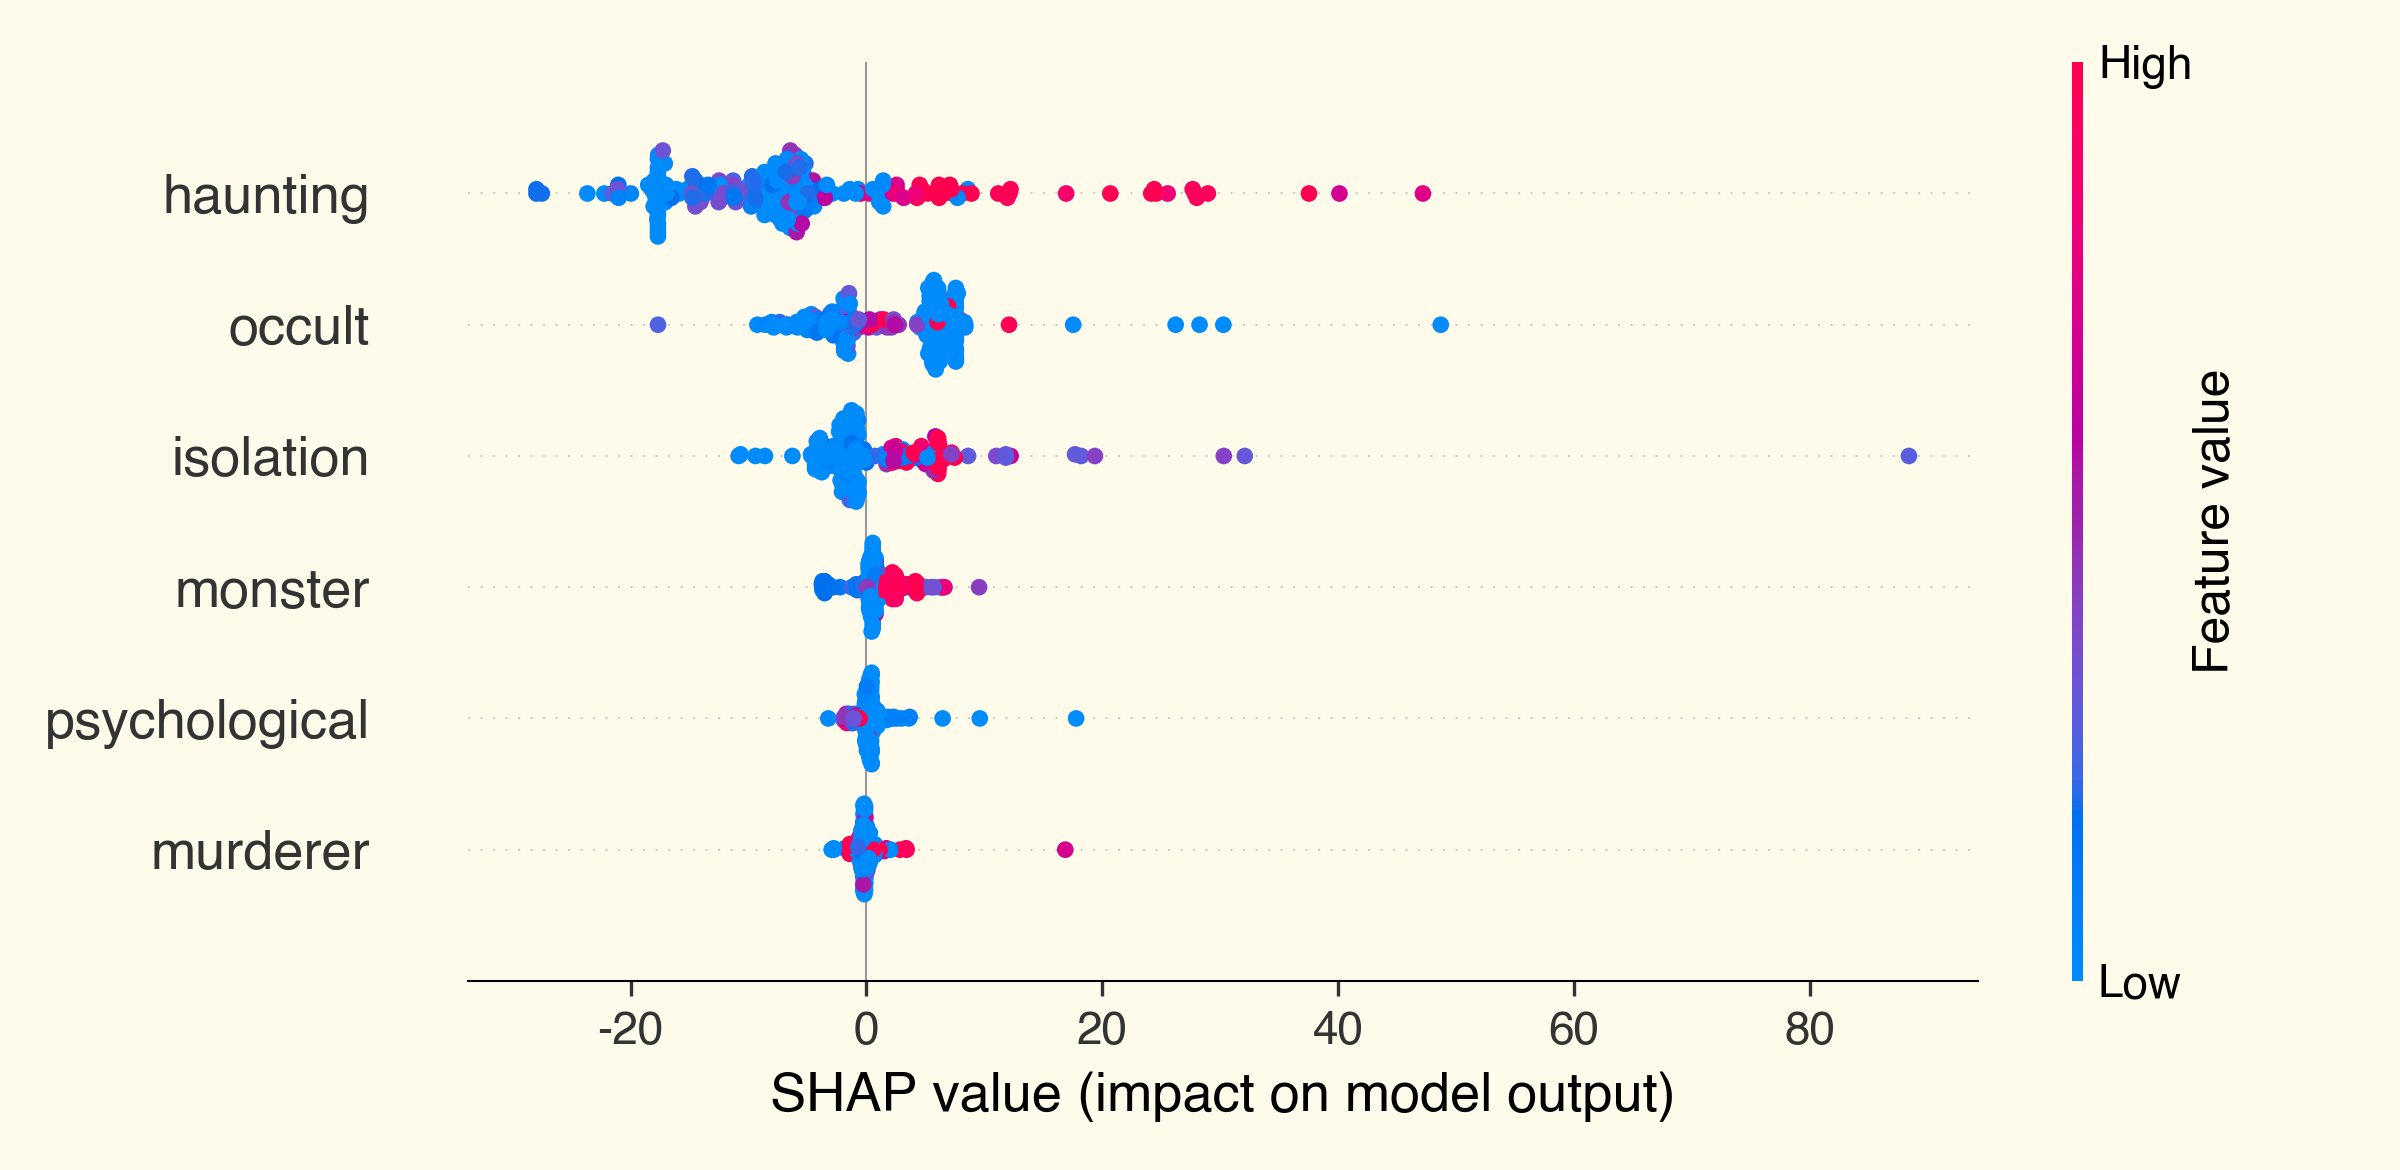 High
haunting
occult
isolation
monster
psychological
murderer
Feature value
Low
-20 0 20 40 60 80
SHAP value (impact on model output)